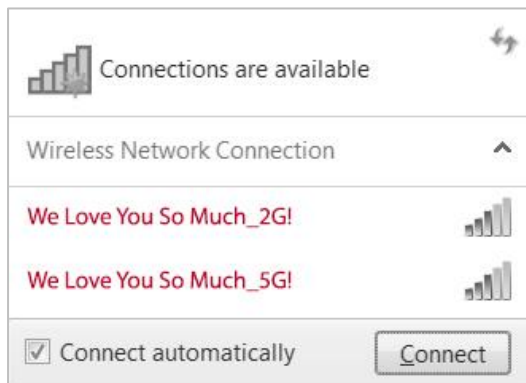 Connections are available
Wireless Network Connection
We Love You So Much_2G!
We Love You So Much_5G!
Connect automatically
Connect